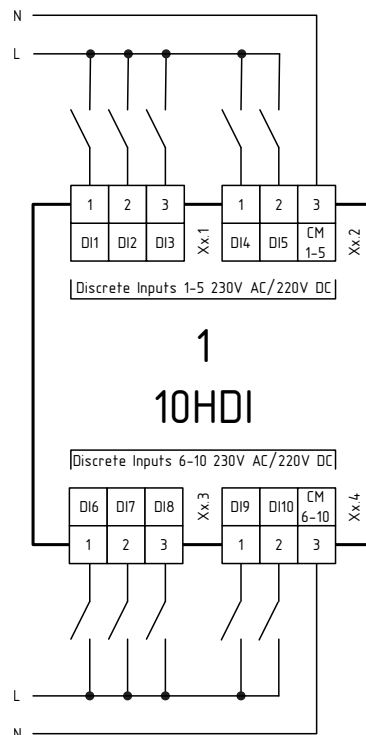 N
L
1 2 3 1 2 3
DI1 DI2 DI3 Xx.1 DI4 DI5 CM 1-5 Xx.2
Discrete Inputs 1-5 230V AC/220V DC
1
10HDI
Discrete Inputs 6-10 230V AC/220V DC
DI6 DI7 DI8 Xx.3 DI9 DI10 CM 6-10 Xx.4
1 2 3 1 2 3
L
N